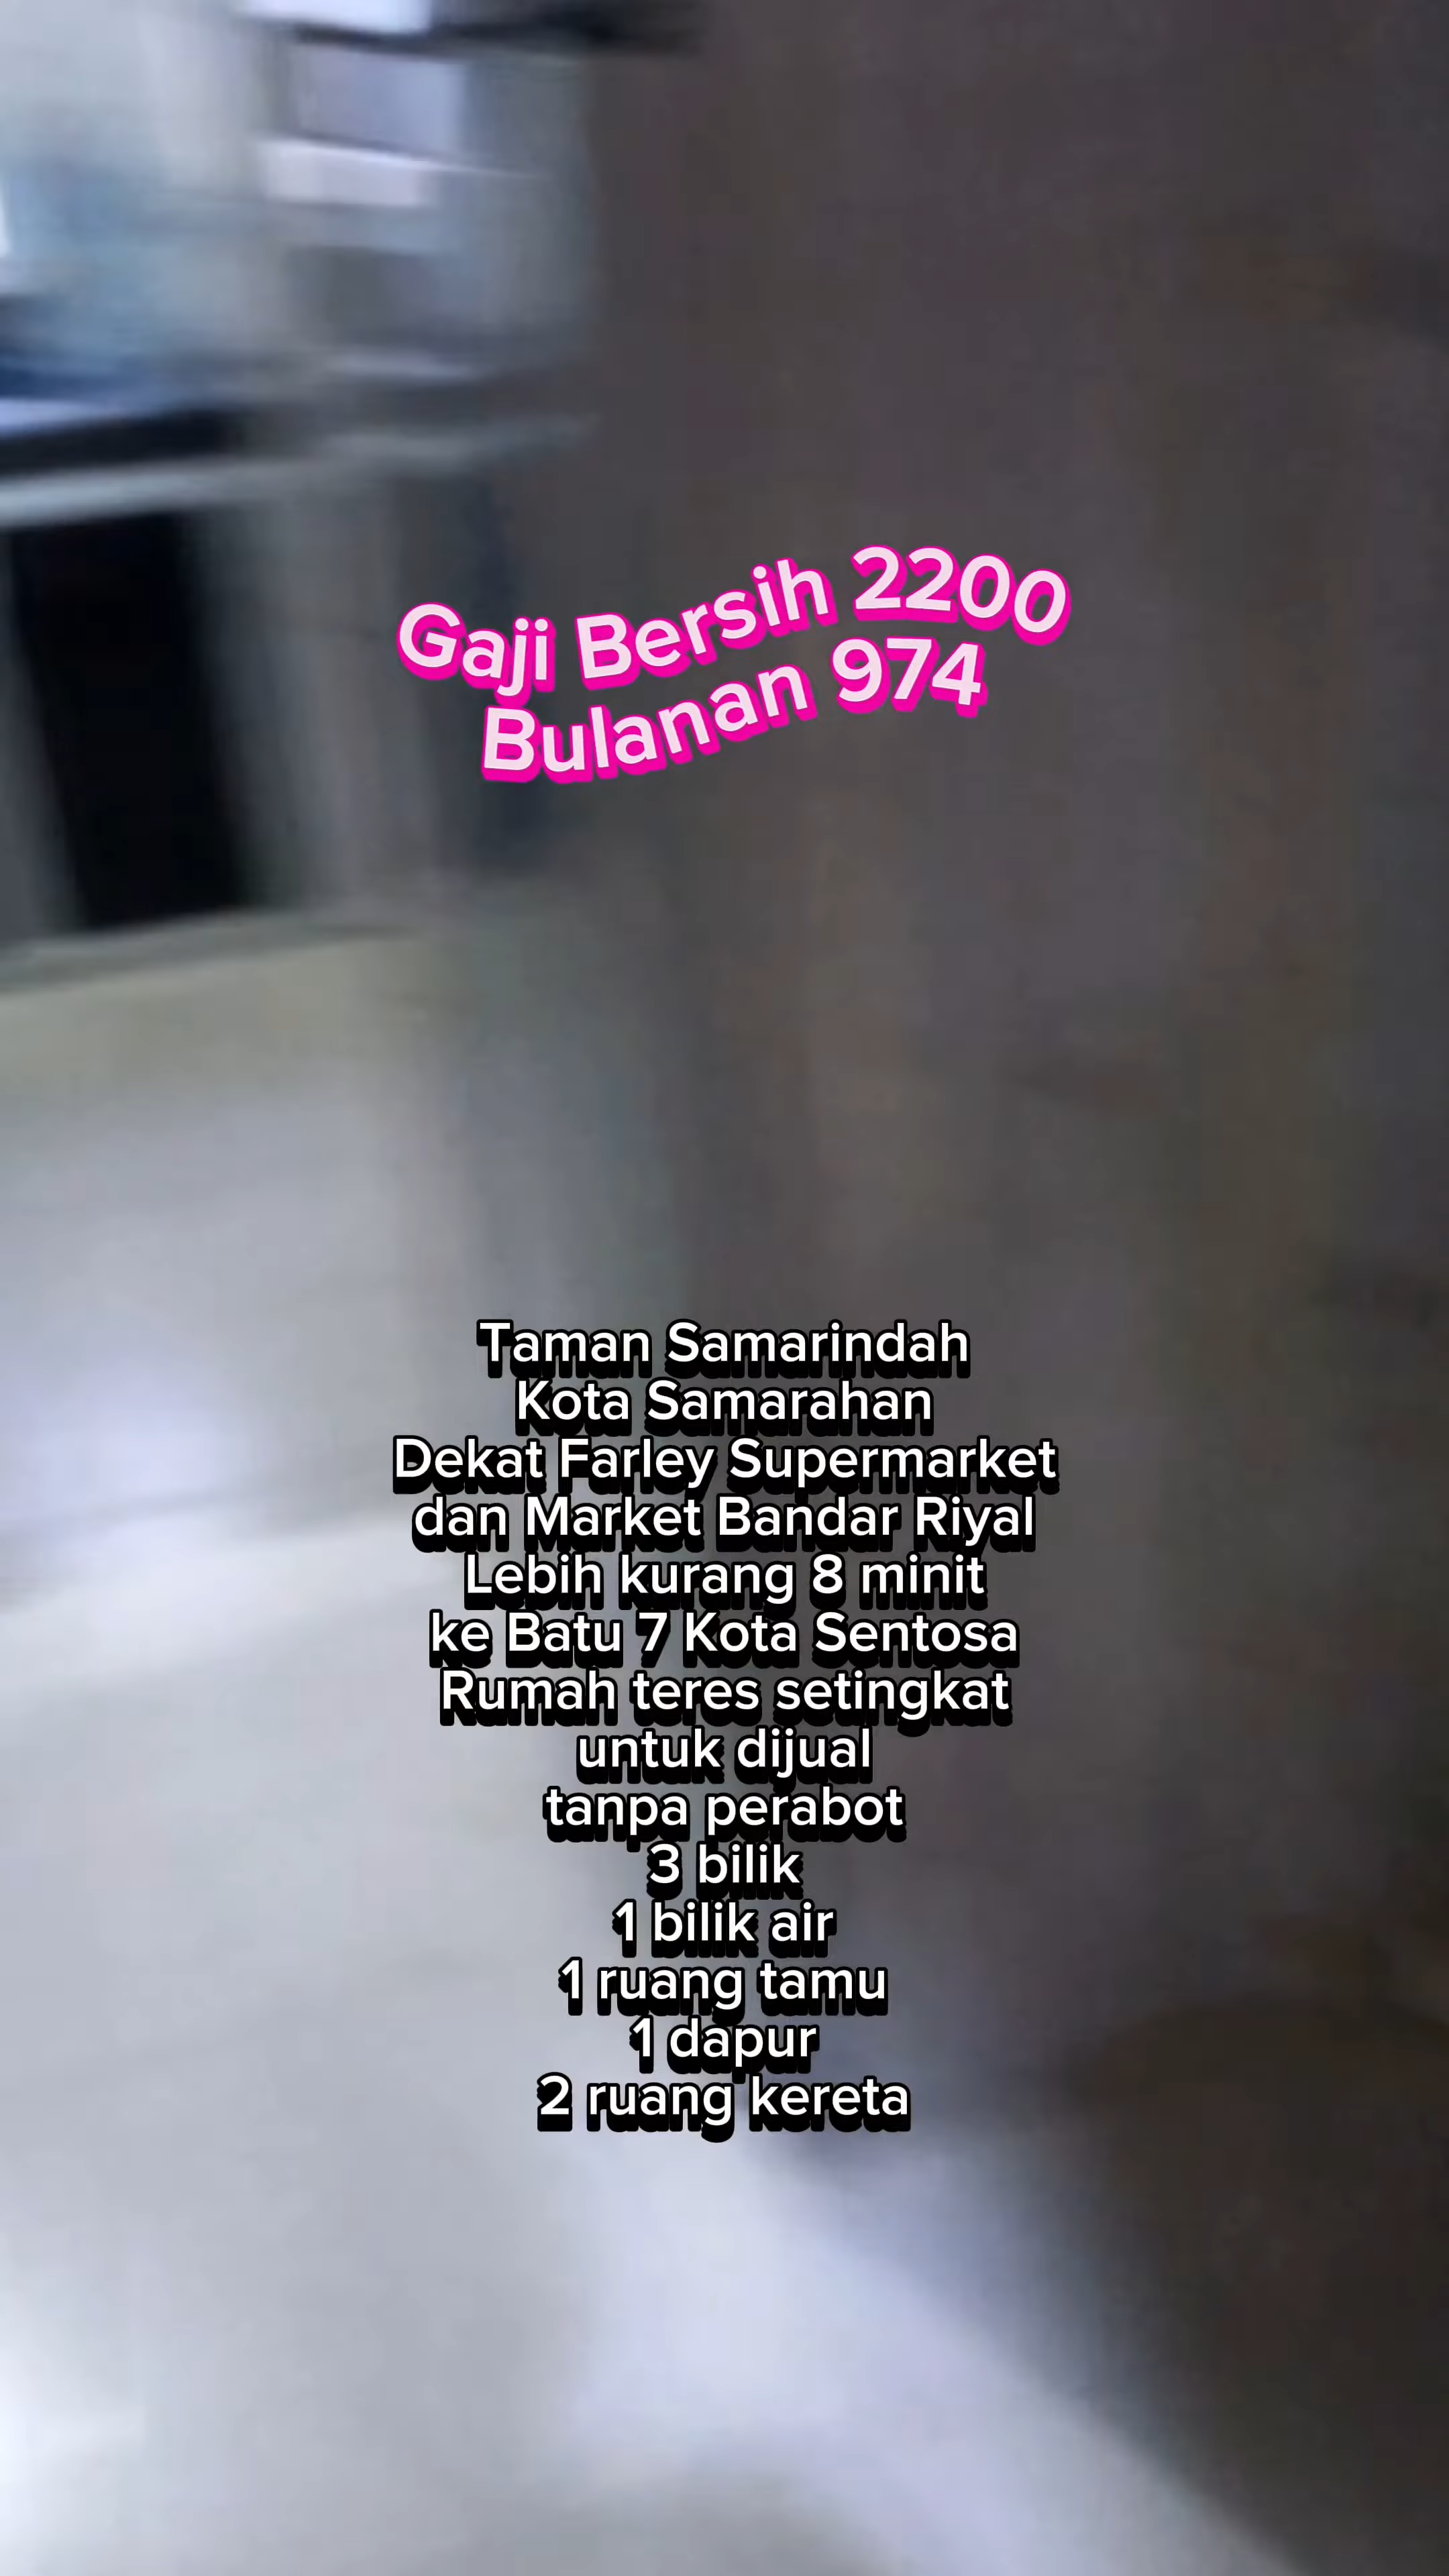 Gaji Bersih 2200
Bulanan 974
Taman Samarindah
Kota Samarahan
Dekat Farley Supermarket
dan Market Bandar Riyal
Lebih kurang 8 minit
ke Batu 7 Kota Sentosa
Rumah teres setingkat
untuk dijual
tanpa perabot
3 bilik
1 bilik air
1 ruang tamu
1 dapur
2 ruang kereta